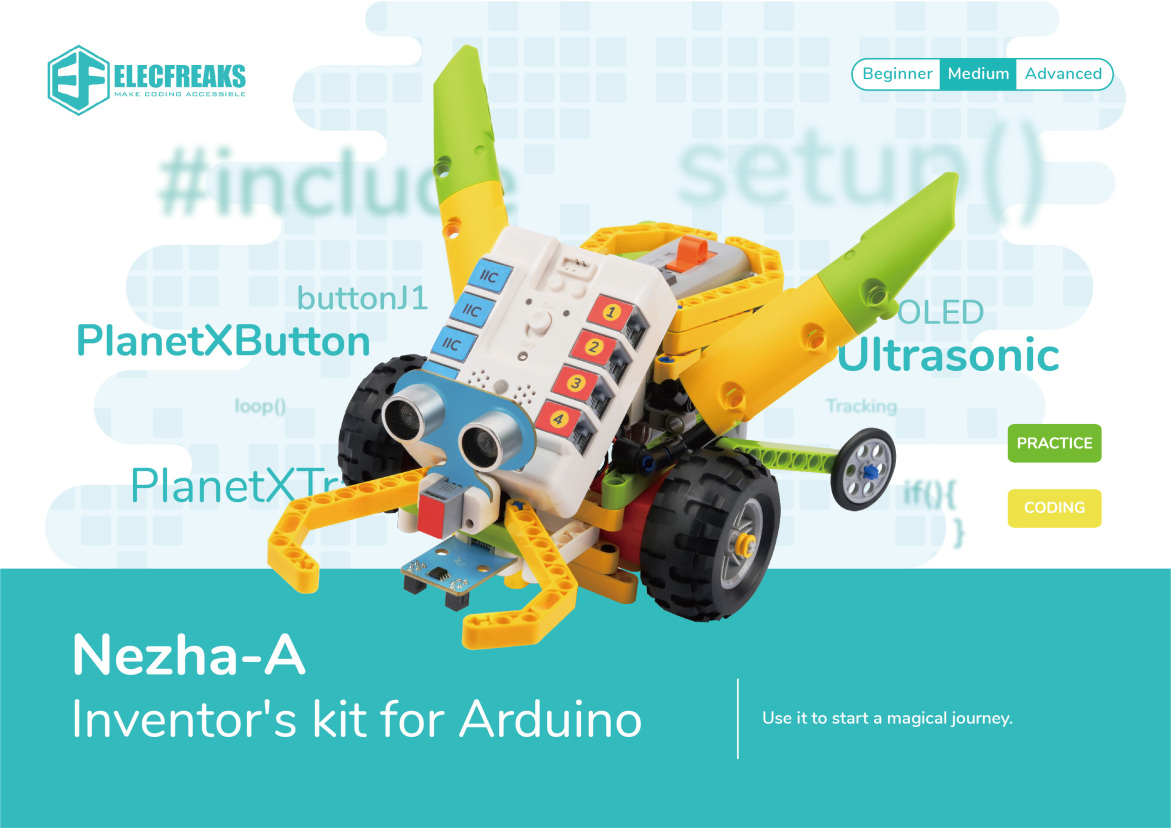 ELECFREAKS
MAKE CODING ACCESSIBLE
Beginner Medium Advanced
#include
setup()
IIC
IIC
IIC
1
2
3
4
buttonJ1
PlanetXButton
OLED
Ultrasonic
loop()
Tracking
PRACTICE
PlanetXTr
if(){
}
CODING
Nezha-A
Inventor's kit for Arduino
Use it to start a magical journey.